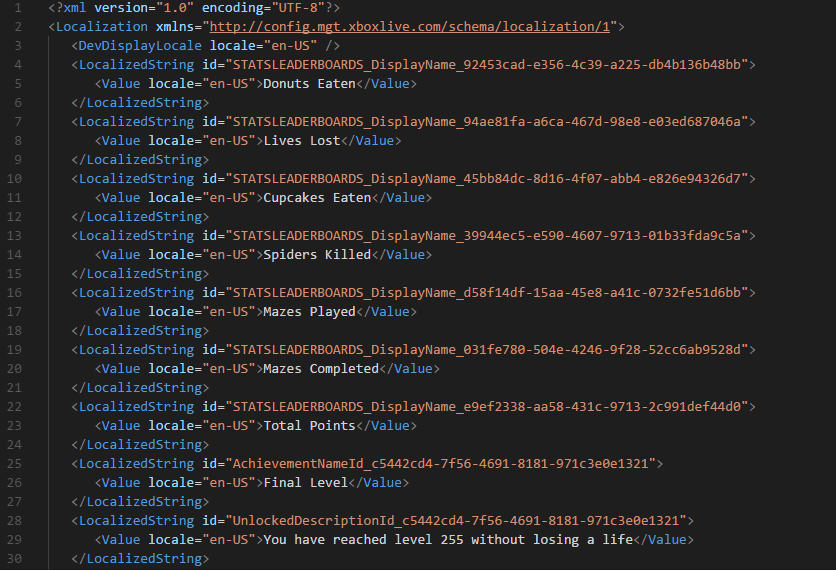 1 <?xml version="1.0" encoding="UTF-8"?>
2 <Localization xmlns="http://config.mgt.xboxlive.com/schema/localization/1">
3 <DevDisplayLocale locale="en-US" />
4 <LocalizedString id="STATSLEADERBOARDS_DisplayName_92453cad-e356-4c39-a225-db4b136b48bb">
5 <Value locale="en-US">Donuts Eaten</Value>
6 </LocalizedString>
7 <LocalizedString id="STATSLEADERBOARDS_DisplayName_94ae81fa-a6ca-467d-98e8-e03ed687046a">
8 <Value locale="en-US">Lives Lost</Value>
9 </LocalizedString>
10 <LocalizedString id="STATSLEADERBOARDS_DisplayName_45bb84dc-8d16-4f07-abb4-e826e94326d7">
11 <Value locale="en-US">Cupcakes Eaten</Value>
12 </LocalizedString>
13 <LocalizedString id="STATSLEADERBOARDS_DisplayName_39944ec5-e590-4607-9713-01b33fda9c5a">
14 <Value locale="en-US">Spiders Killed</Value>
15 </LocalizedString>
16 <LocalizedString id="STATSLEADERBOARDS_DisplayName_d58f14df-15aa-45e8-a41c-0732fe51d6bb">
17 <Value locale="en-US">Mazes Played</Value>
18 </LocalizedString>
19 <LocalizedString id="STATSLEADERBOARDS_DisplayName_031fe780-504e-4246-9f28-52cc6ab9528d">
20 <Value locale="en-US">Mazes Completed</Value>
21 </LocalizedString>
22 <LocalizedString id="STATSLEADERBOARDS_DisplayName_e9ef2338-aa58-431c-9713-2c991def44d0">
23 <Value locale="en-US">Total Points</Value>
24 </LocalizedString>
25 <LocalizedString id="AchievementNameId_c5442cd4-7f56-4691-8181-971c3e0e1321">
26 <Value locale="en-US">Final Level</Value>
27 </LocalizedString>
28 <LocalizedString id="UnlockedDescriptionId_c5442cd4-7f56-4691-8181-971c3e0e1321">
29 <Value locale="en-US">You have reached level 255 without losing a life</Value>
30 </LocalizedString>